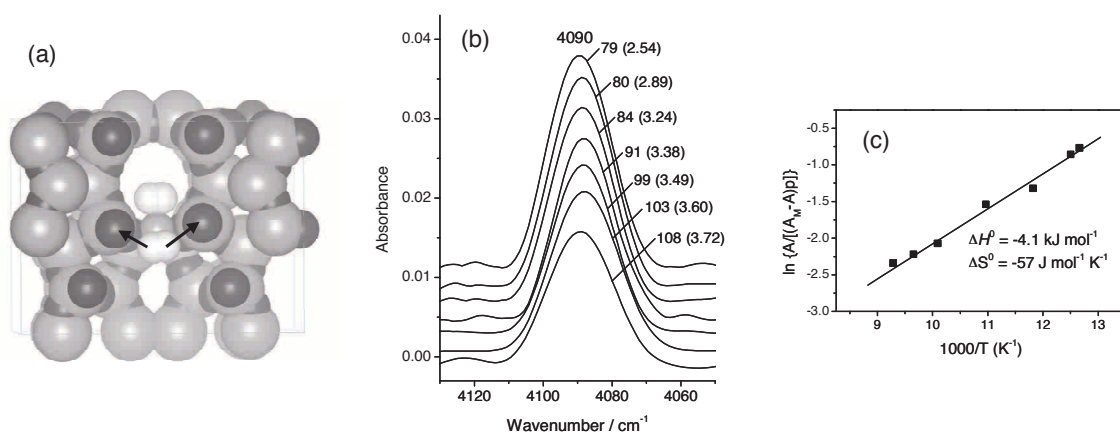 (a)
(b)
0.04
0.03
0.02
0.01
0.00
Absorbance
4090
79 (2.54)
80 (2.89)
84 (3.24)
91 (3.38)
99 (3.49)
103 (3.60)
108 (3.72)
4120 4100 4080 4060
Wavenumber / cm⁻¹
(c)
-0.5
-1.0
-1.5
-2.0
-2.5
-3.0
ln {A/[(A_M-A)p]}
ΔH⁰ = -4.1 kJ mol⁻¹
ΔS⁰ = -57 J mol⁻¹ K⁻¹
9 10 11 12 13
1000/T (K⁻¹)